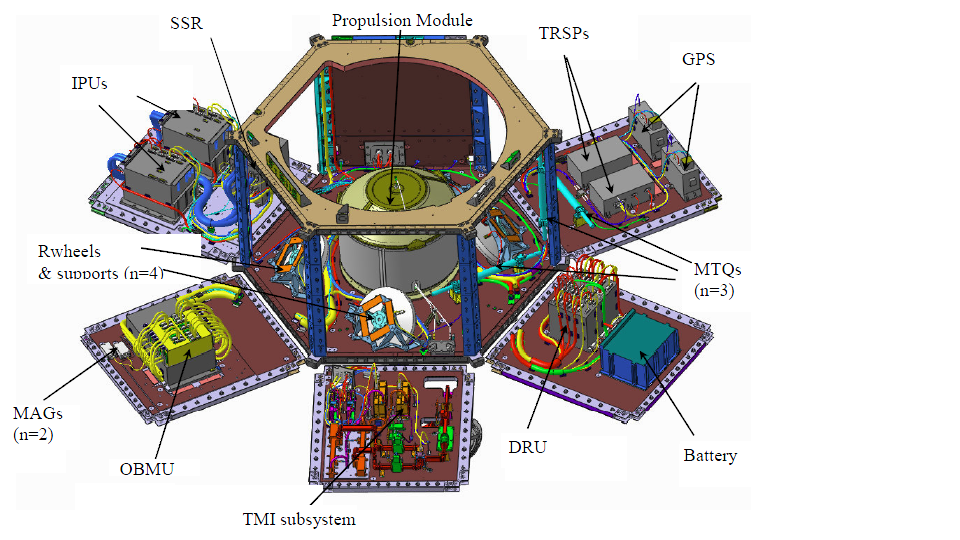 SSR
Propulsion Module
TRSPs
GPS
IPUs
Rwheels
& supports (n=4)
MTQs
(n=3)
MAGs
(n=2)
OBMU
DRU
Battery
TMI subsystem